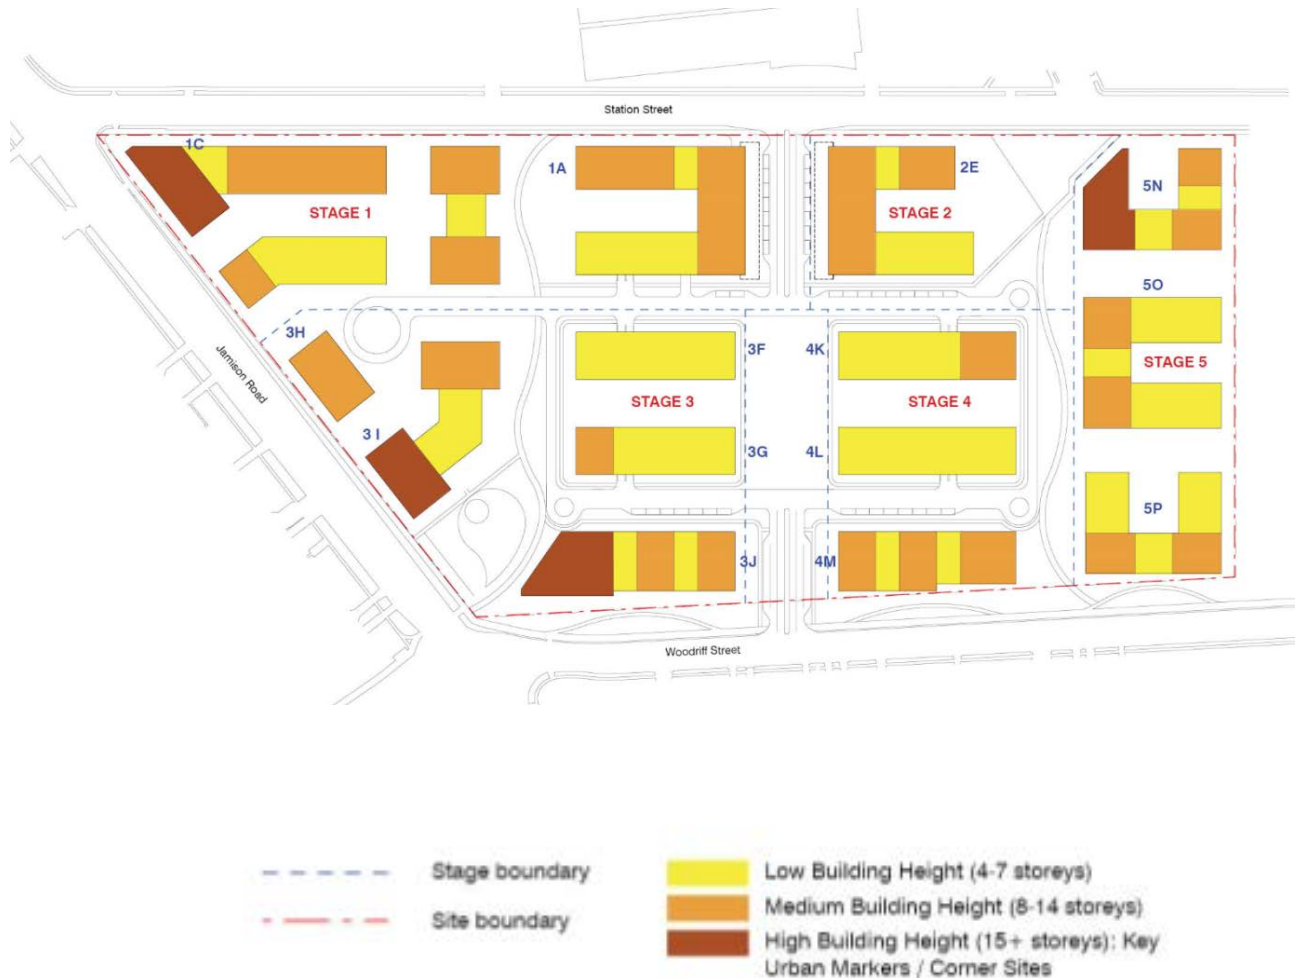 Station Street
1C
1A
2E
5N
STAGE 1
STAGE 2
5O
3H
Jamison Road
3F
4K
STAGE 5
STAGE 3
STAGE 4
3 I
3G
4L
5P
3J
4M
Woodriff Street
Stage boundary
Site boundary
Low Building Height (4-7 storeys)
Medium Building Height (8-14 storeys)
High Building Height (15+ storeys): Key
Urban Markers / Corner Sites